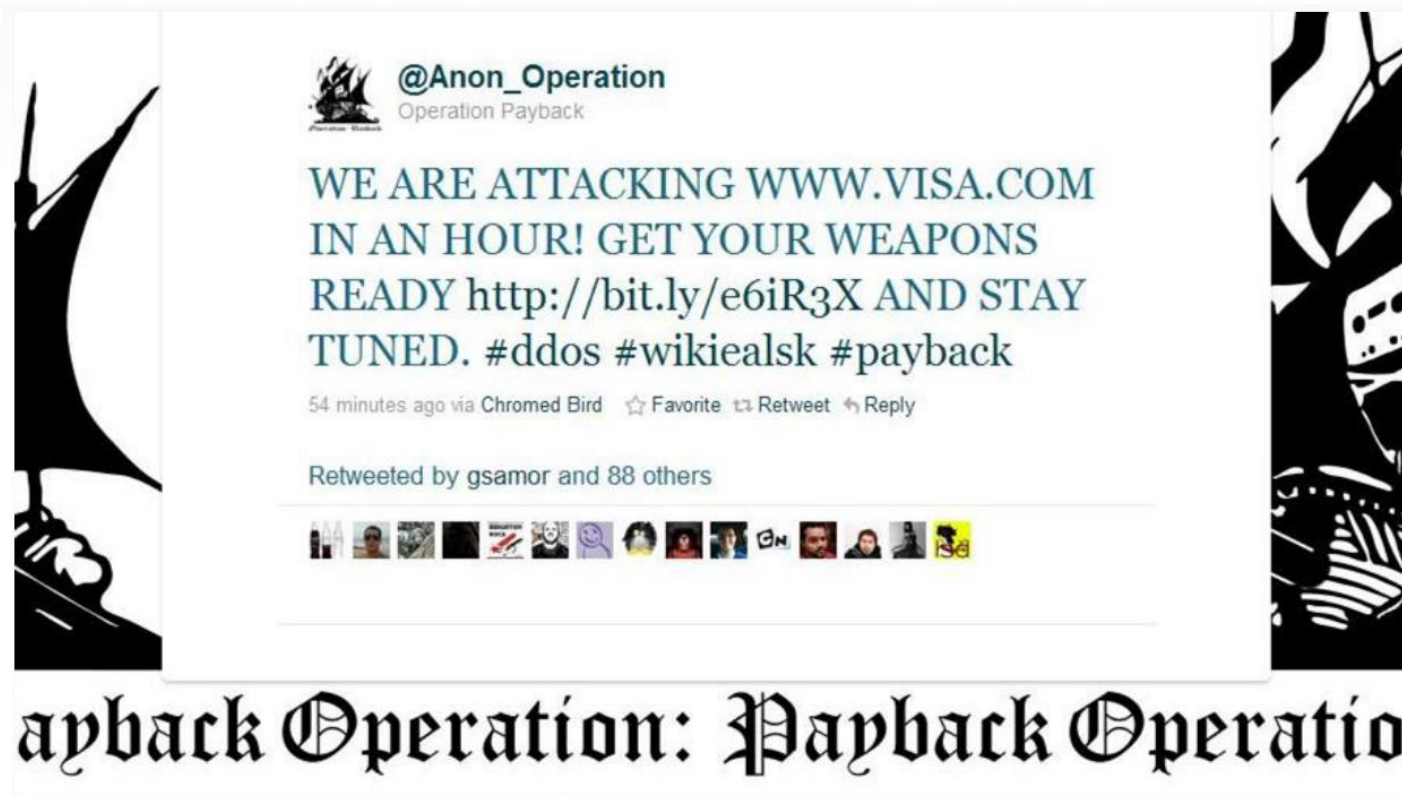 @Anon_Operation
Operation Payback
WE ARE ATTACKING WWW.VISA.COM
IN AN HOUR! GET YOUR WEAPONS
READY http://bit.ly/e6iR3X AND STAY
TUNED. #ddos #wikiealsk #payback
54 minutes ago via Chromed Bird Favorite Retweet Reply
Retweeted by gsamor and 88 others
CN
ayback Operation: Payback Operatio